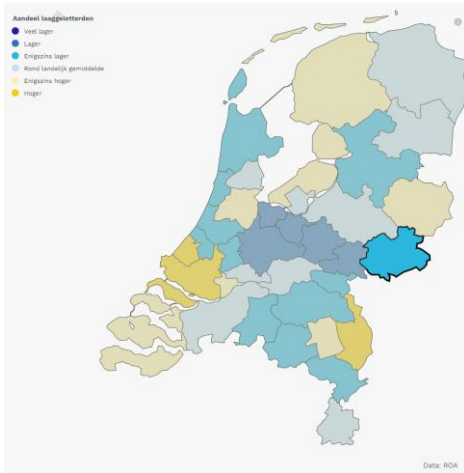 Aandeel laaggeletterden
Veel lager
Lager
Enigszins lager
Rond landelijk gemiddelde
Enigszins hoger
Hoger
Data: ROA